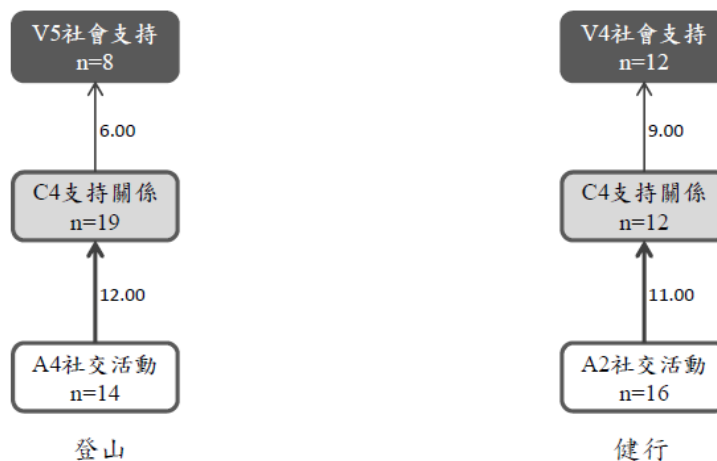 V5社會支持
n=8
6.00
C4支持關係
n=19
12.00
A4社交活動
n=14
登山
V4社會支持
n=12
9.00
C4支持關係
n=12
11.00
A2社交活動
n=16
健行